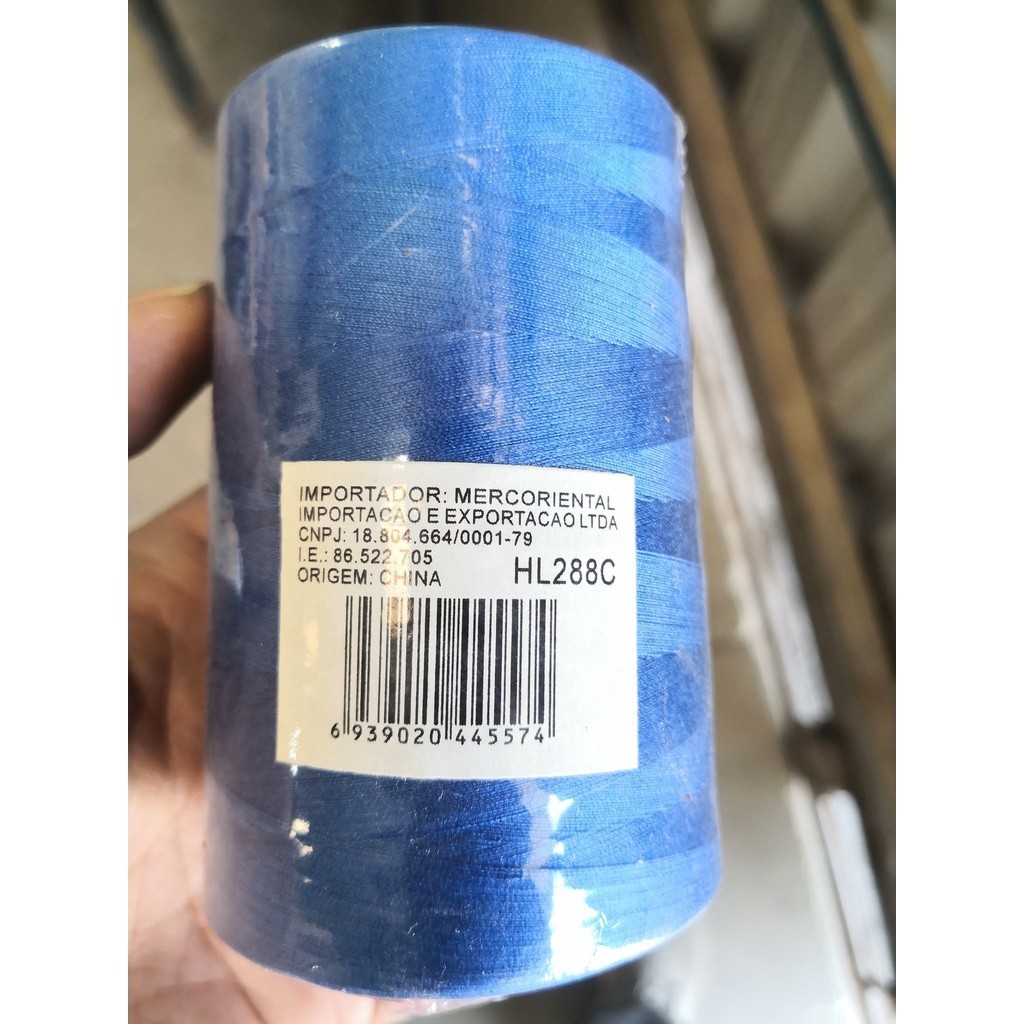 IMPORTADOR: MERCORIENTAL
IMPORTACAO E EXPORTACAO LTDA
CNPJ: 18.804.664/0001-79
I.E.: 86.522.705
ORIGEM: CHINA HL288C
6 939020 445574